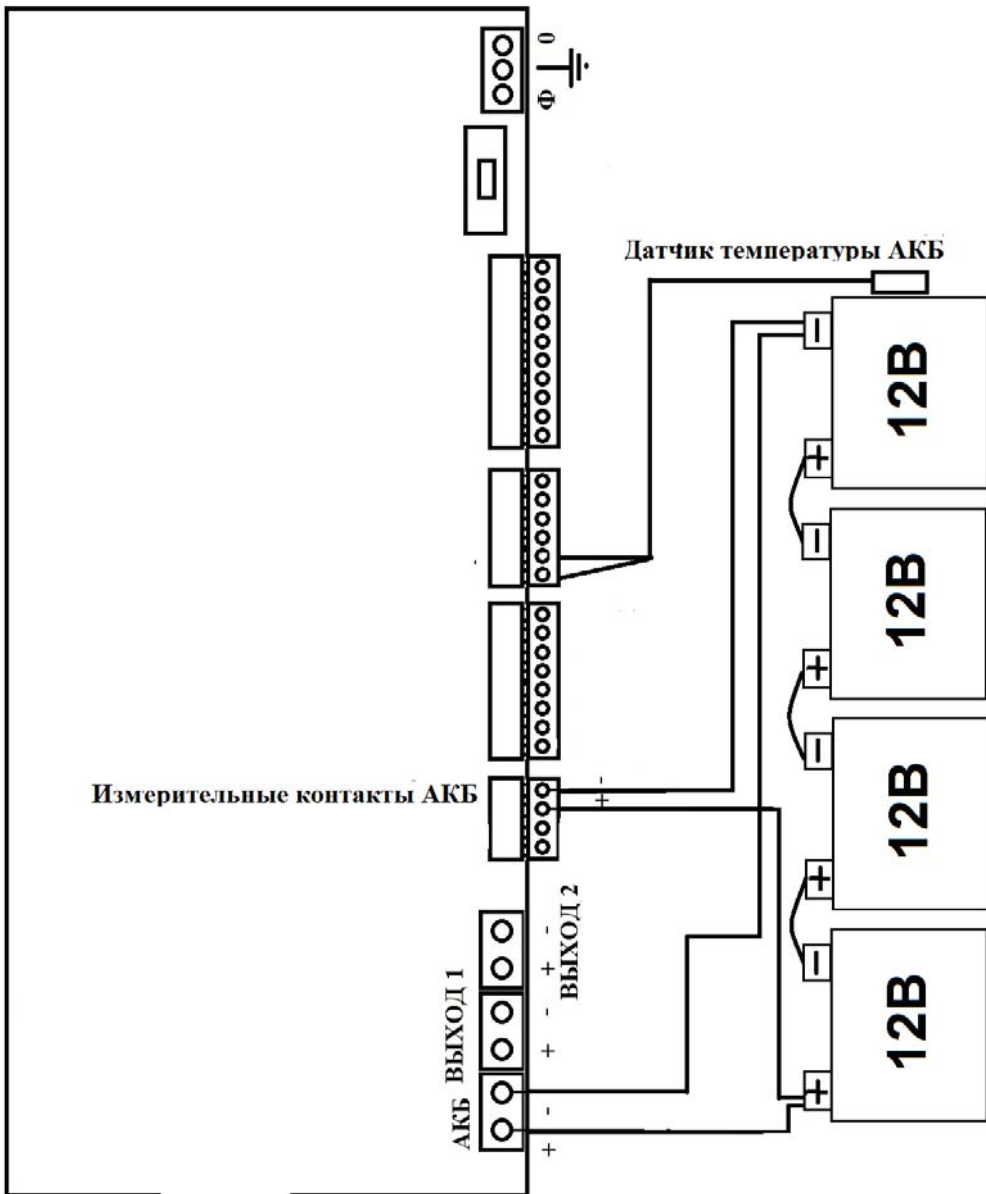 0
Ф
Датчик температуры АКБ
-
12В
+
-
12В
+
-
12В
+
-
12В
+
Измерительные контакты АКБ
-
+
ВЫХОД 2
-
+
ВЫХОД 1
-
+
АКБ
-
+